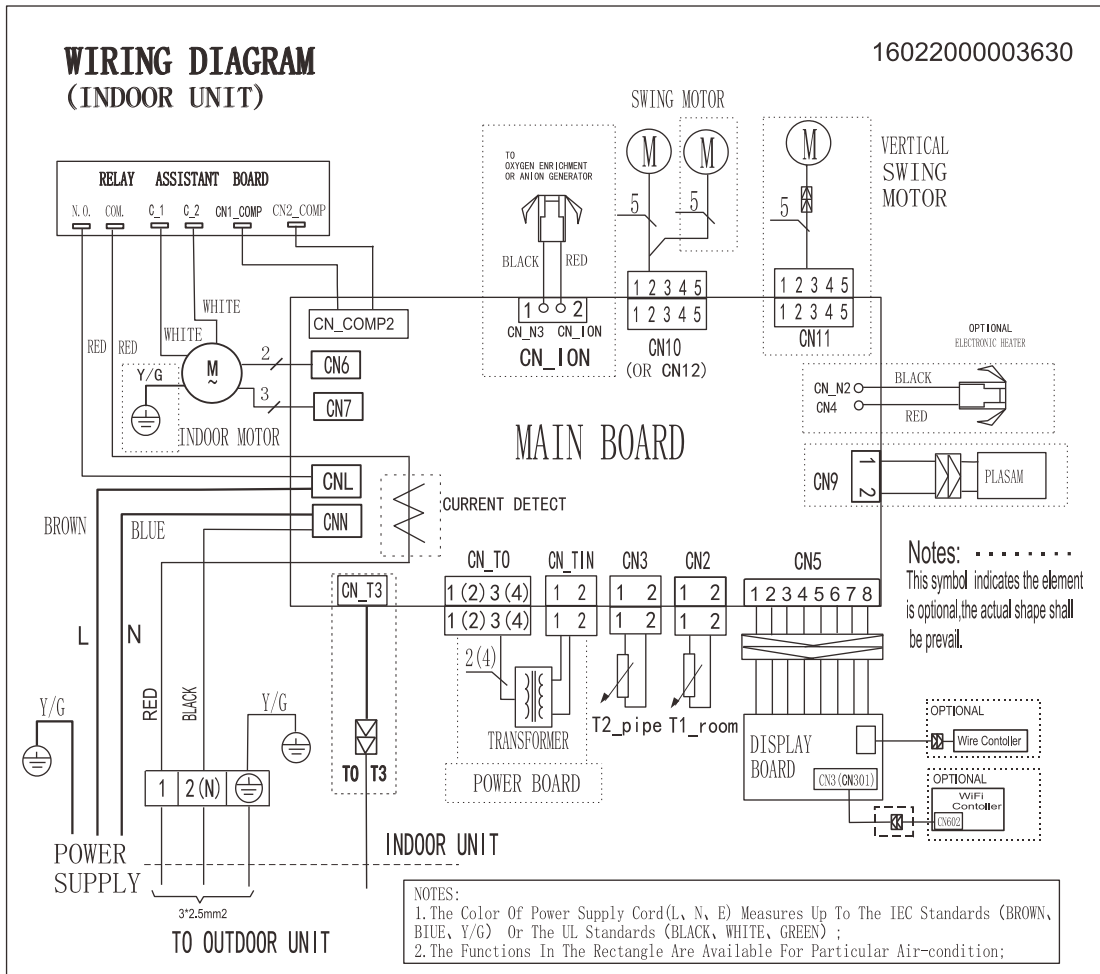 WIRING DIAGRAM
(INDOOR UNIT)
16022000003630
SWING MOTOR
M
M
M
VERTICAL
SWING
MOTOR
5
5
5
TO
OXYGEN ENRICHMENT
OR ANION GENERATOR
BLACK
RED
RELAY ASSISTANT BOARD
N.O. COM. C_1 C_2 CN1_COMP CN2_COMP
WHITE
WHITE
RED
RED
Y/G
M
~
INDOOR MOTOR
2
3
CN_COMP2
CN6
CN7
1 2
CN_N3 CN_ION
CN_ION
1 2 3 4 5
1 2 3 4 5
CN10
(OR CN12)
1 2 3 4 5
1 2 3 4 5
CN11
OPTIONAL
ELECTRONIC HEATER
CN_N2
CN4
BLACK
RED
MAIN BOARD
CN9
1
2
PLASAM
CNL
CNN
CURRENT DETECT
BROWN
BLUE
L
N
CN_T3
TO T3
CN_TO
1(2)3(4)
1(2)3(4)
2(4)
CN_TIN
1 2
1 2
TRANSFORMER
POWER BOARD
CN3
1 2
1 2
T2_pipe
CN2
1 2
1 2
T1_room
CN5
1 2 3 4 5 6 7 8
DISPLAY
BOARD
CN3(CN301)
Notes: ········
This symbol indicates the element
is optional,the actual shape shall
be prevail.
OPTIONAL
Wire Contoller
OPTIONAL
WiFi
Contoller
CN602
Y/G
RED
BLACK
Y/G
1 2(N)
POWER
SUPPLY
INDOOR UNIT
3*2.5mm2
TO OUTDOOR UNIT
NOTES:
1.The Color Of Power Supply Cord(L、N、E) Measures Up To The IEC Standards (BROWN、
BIUE、Y/G) Or The UL Standards (BLACK、WHITE、GREEN) ;
2.The Functions In The Rectangle Are Available For Particular Air-condition;